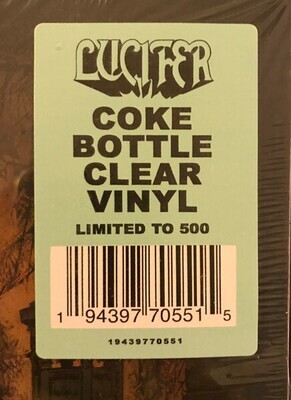 LUCIFER
COKE
BOTTLE
CLEAR
VINYL
LIMITED TO 500
1 94397 70551 5
19439770551